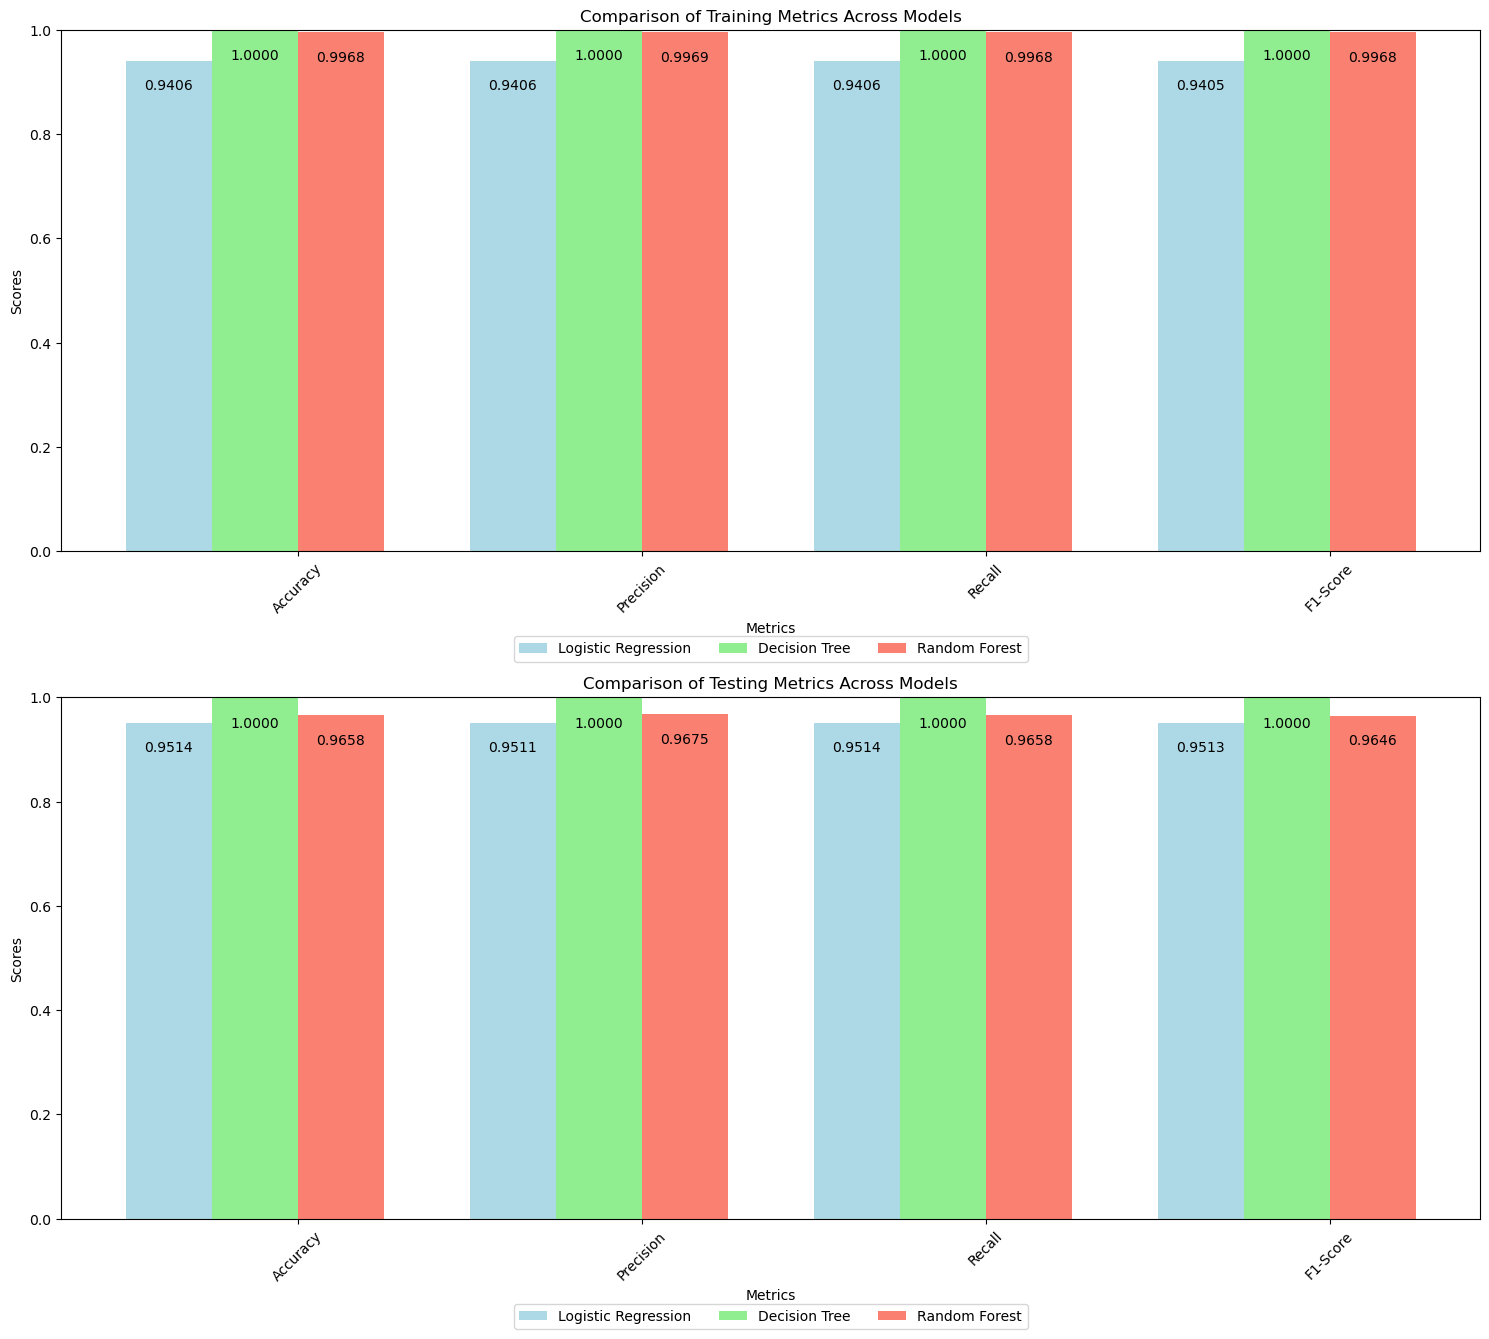 Comparison of Training Metrics Across Models
1.0
0.8
0.6
0.4
0.2
0.0
Scores
0.9406 1.0000 0.9968
0.9406 1.0000 0.9969
0.9406 1.0000 0.9968
0.9405 1.0000 0.9968
Accuracy Precision Recall F1-Score
Metrics
Logistic Regression Decision Tree Random Forest
Comparison of Testing Metrics Across Models
1.0
0.8
0.6
0.4
0.2
0.0
Scores
0.9514 1.0000 0.9658
0.9511 1.0000 0.9675
0.9514 1.0000 0.9658
0.9513 1.0000 0.9646
Accuracy Precision Recall F1-Score
Metrics
Logistic Regression Decision Tree Random Forest